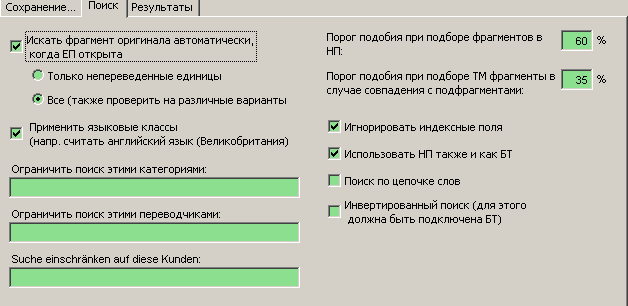 Сохранение...
Поиск
Результаты
Искать фрагмент оригинала автоматически,
когда ЕП открыта
Только непереведенные единицы
Все (также проверить на различные варианты
Применить языковые классы
(напр. считать английский язык (Великобритания)
Ограничить поиск этими категориями:
Ограничить поиск этими переводчиками:
Suche einschränken auf diese Kunden:
Порог подобия при подборе фрагментов в
НП:
60 %
Порог подобия при подборе ТМ фрагменты в
случае совпадения с подфрагментами:
35 %
Игнорировать индексные поля
Использовать НП также и как БТ
Поиск по цепочке слов
Инвертированный поиск (для этого
должна быть подключена БТ)